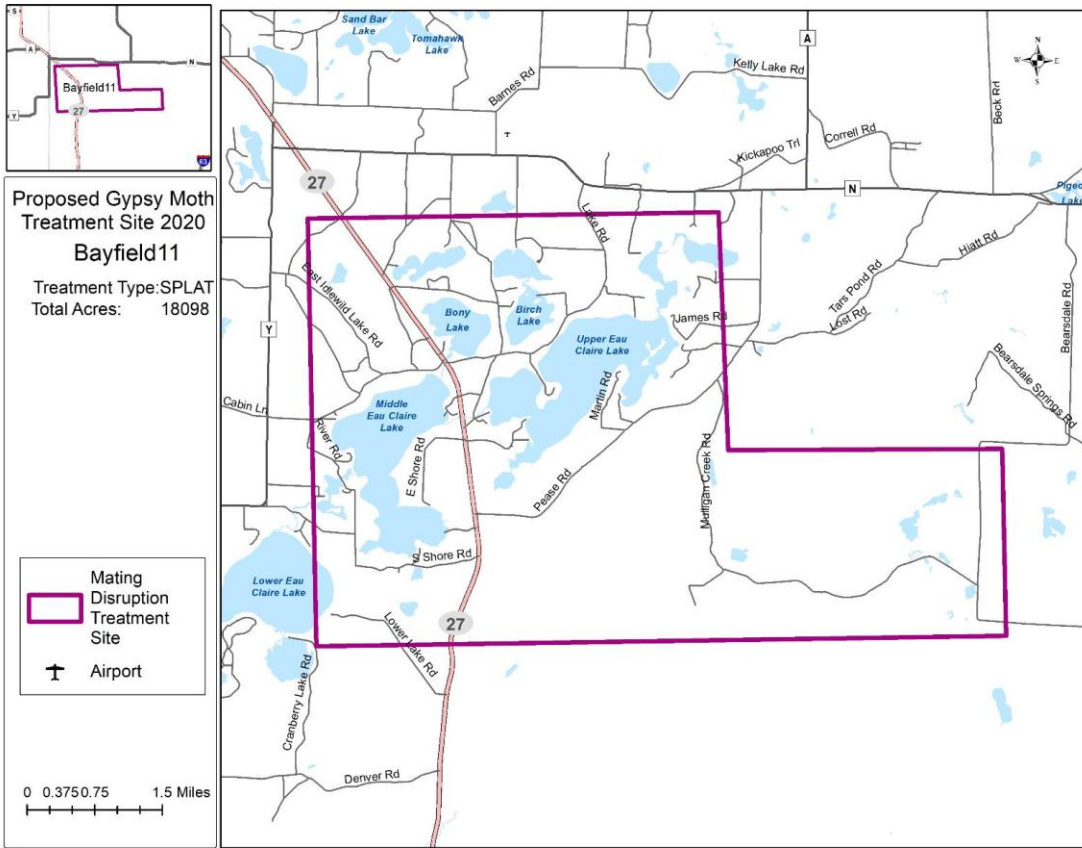 S
A
N
Bayfield11
27
Y
63
Proposed Gypsy Moth
Treatment Site 2020
Bayfield11
Treatment Type:SPLAT
Total Acres: 18098
Mating
Disruption
Treatment
Site
Airport
0 0.375 0.75 1.5 Miles
Sand Bar
Lake
Tomahawk
Lake
Barnes Rd
Kelly Lake Rd
A
N
W
E
S
Beck Rd
Correll Rd
Kickapoo Trl
27
N
Pigeo
Lake
Lake Rd
Hiatt Rd
East Idlewild Lake Rd
Tars Pond Rd
Lost Rd
James Rd
Bearsdale Rd
Y
Bony
Lake
Birch
Lake
Upper Eau
Claire Lake
Bearsdale Springs Rd
Martin Rd
Cabin Ln
Middle
Eau Claire
Lake
River Rd
E Shore Rd
Pease Rd
Mulligan Creek Rd
S Shore Rd
Lower Eau
Claire Lake
27
Lower Lake Rd
Cranberry Lake Rd
Denver Rd